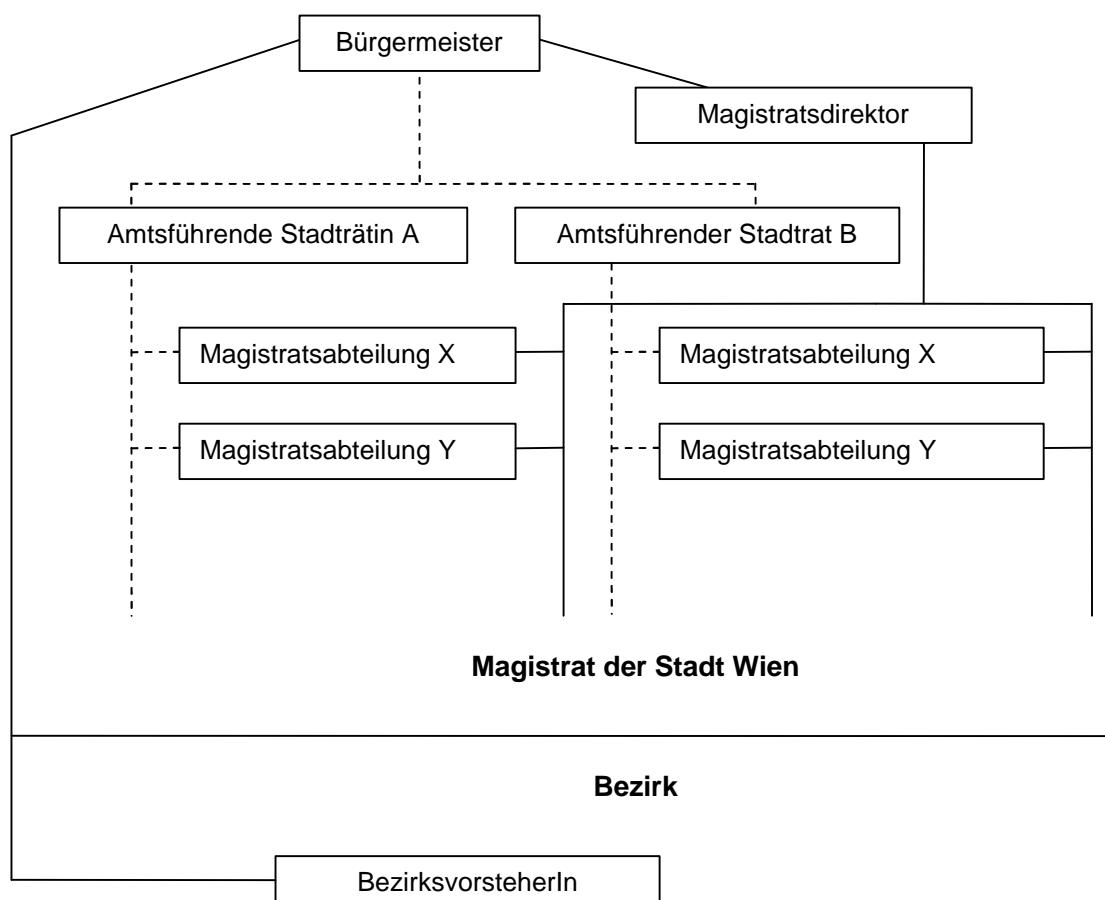 Bürgermeister
Magistratsdirektor
Amtsführende Stadträtin A
Amtsführender Stadtrat B
Magistratsabteilung X
Magistratsabteilung X
Magistratsabteilung Y
Magistratsabteilung Y
Magistrat der Stadt Wien
Bezirk
BezirksvorsteherIn